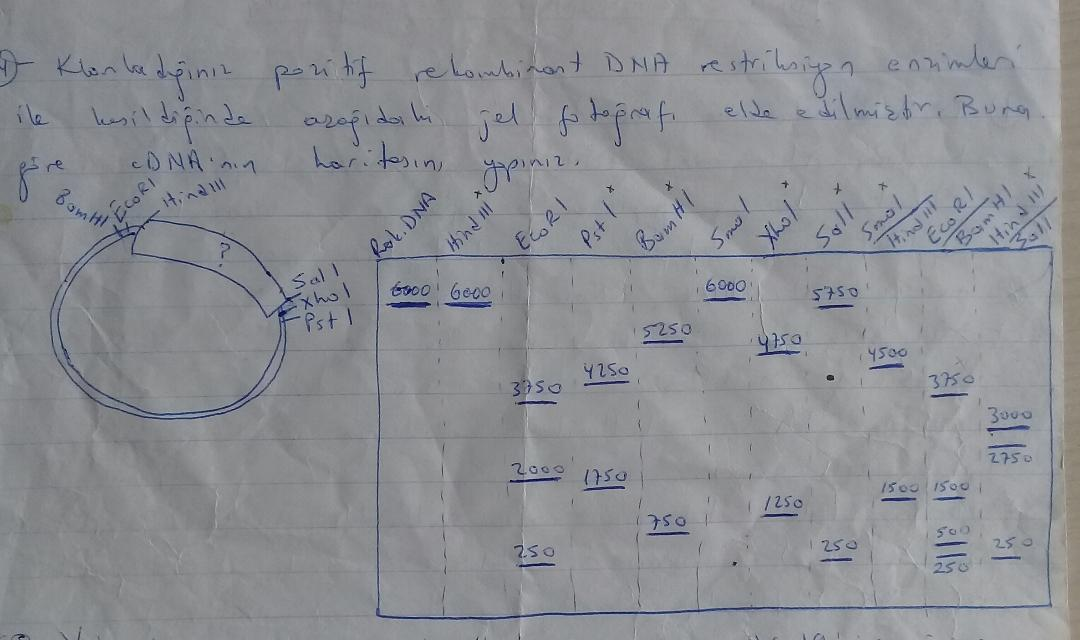 4)- Klonladığınız pozitif rekombinant DNA restriksiyon enzimleri
ile kesildiğinde aşağıdaki jel fotoğrafı elde edilmiştir. Buna
göre cDNA'nın haritasını yapınız.
BamHI EcoRI HindIII
?
Sal I
XhoI
Pst I
Rek.DNA HindIII + EcoRI Pst I + BamHI + SmaI XhoI + Sal I + SmaI/HindIII + EcoRI/BamHI HindIII/Sal I +
6000 6000 6000 5750
5250 4750 4500
3750 4250 3750
3000
2750
2000 1750 1500 1500
750 1250
250 250 500 250
250